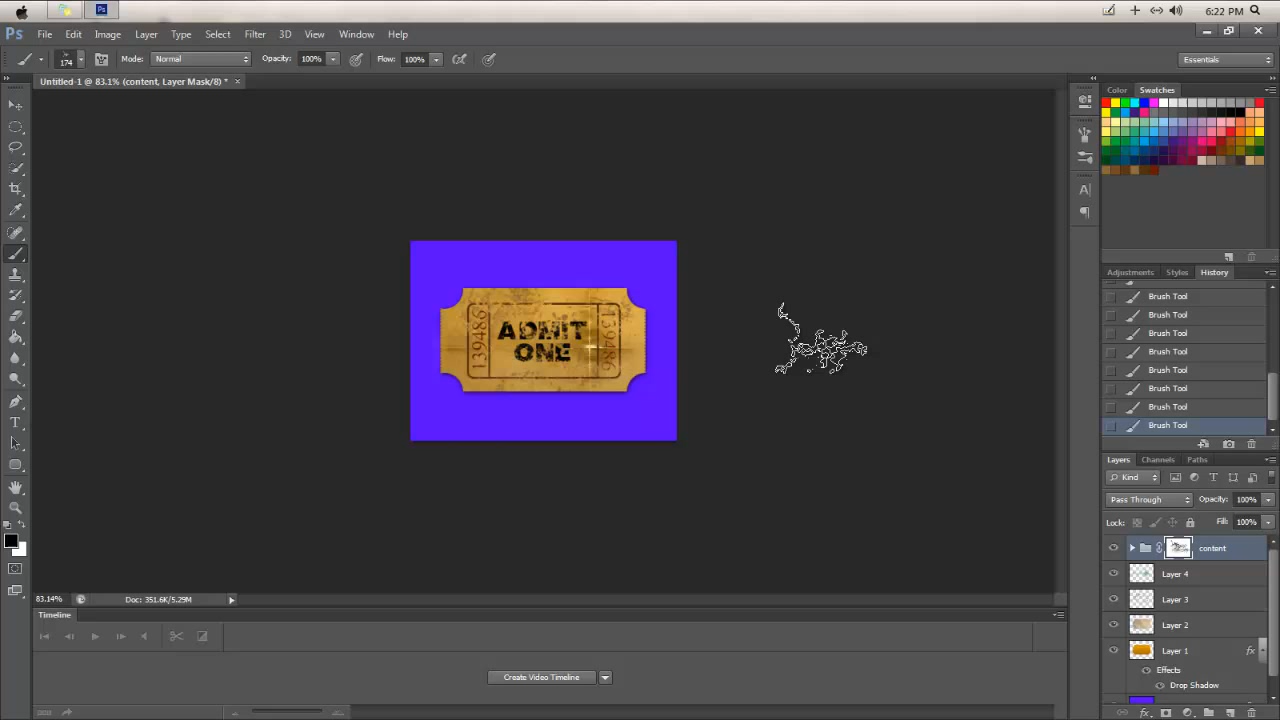 6:22 PM
Ps File Edit Image Layer Type Select Filter 3D View Window Help
174 Mode: Normal Opacity: 100% Flow: 100% Essentials
Untitled-1 @ 83.1% (content, Layer Mask/8) * ×
Color Swatches
ADMIT
ONE
139486
139486
Adjustments Styles History
Brush Tool
Brush Tool
Brush Tool
Brush Tool
Brush Tool
Brush Tool
Brush Tool
Brush Tool
Layers Channels Paths
Kind
Pass Through Opacity: 100%
Lock: Fill: 100%
content
Layer 4
Layer 3
Layer 2
Layer 1 fx
Effects
Drop Shadow
83.14% Doc: 351.6K/5.29M
Timeline
Create Video Timeline